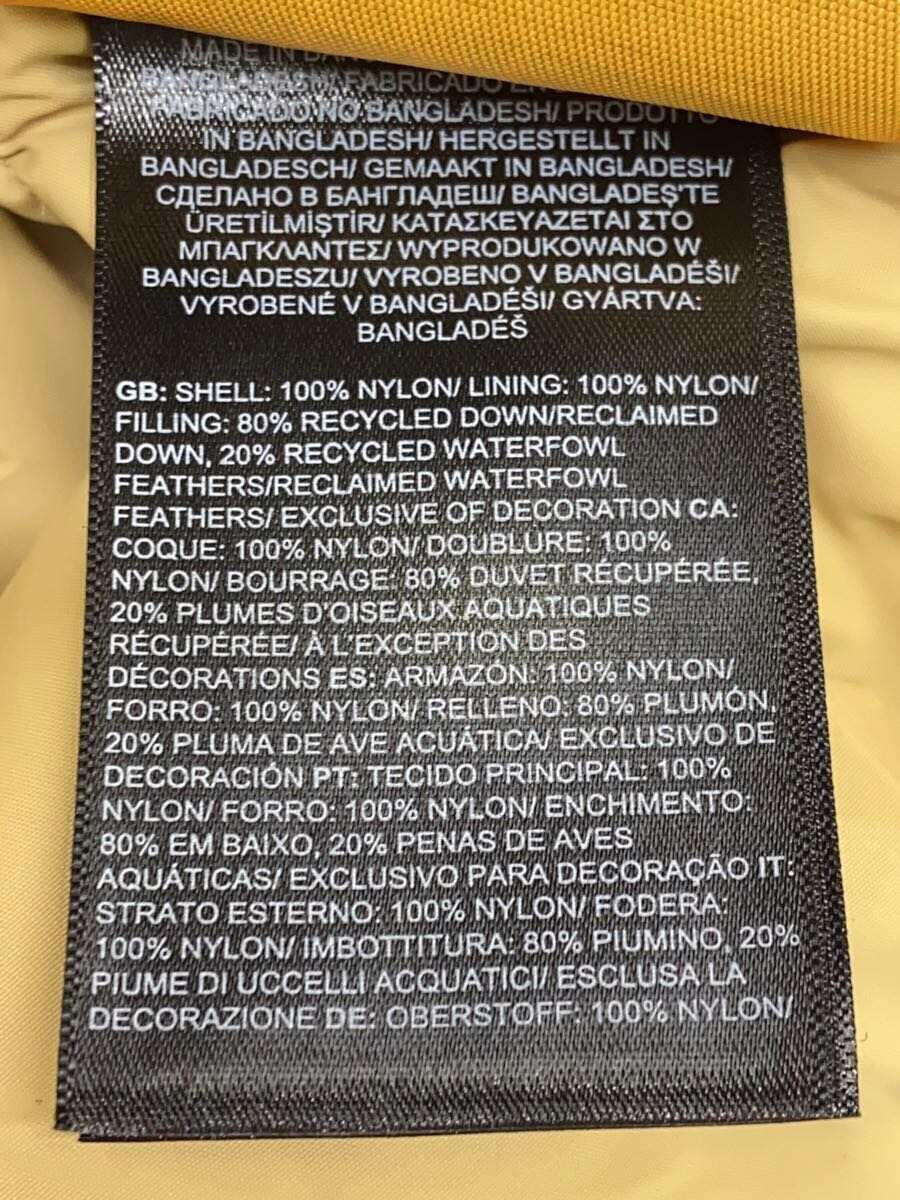 MADE IN BAN
BANGLADESH/ FABRICADO EN
FABRICADO NO BANGLADESH/ PRODOTTO
IN BANGLADESH/ HERGESTELLT IN
BANGLADESCH/ GEMAAKT IN BANGLADESH/
СДЕЛАНО В БАНГЛАДЕШ/ BANGLADEŞ'TE
ÜRETİLMİŞTİR/ ΚΑΤΑΣΚΕΥΑΖΕΤΑΙ ΣΤΟ
ΜΠΑΓΚΛΑΝΤΕΣ/ WYPRODUKOWANO W
BANGLADESZU/ VYROBENO V BANGLADÉŠI/
VYROBENÉ V BANGLADÉŠI/ GYÁRTVA:
BANGLADÉŠ
GB: SHELL: 100% NYLON/ LINING: 100% NYLON/
FILLING: 80% RECYCLED DOWN/RECLAIMED
DOWN, 20% RECYCLED WATERFOWL
FEATHERS/RECLAIMED WATERFOWL
FEATHERS/ EXCLUSIVE OF DECORATION CA:
COQUE: 100% NYLON/ DOUBLURE: 100%
NYLON/ BOURRAGE: 80% DUVET RÉCUPÉRÉE,
20% PLUMES D'OISEAUX AQUATIQUES
RÉCUPÉRÉE/ À L'EXCEPTION DES
DÉCORATIONS ES: ARMAZÓN: 100% NYLON/
FORRO: 100% NYLON/ RELLENO: 80% PLUMÓN,
20% PLUMA DE AVE ACUÁTICA/ EXCLUSIVO DE
DECORACIÓN PT: TECIDO PRINCIPAL: 100%
NYLON/ FORRO: 100% NYLON/ ENCHIMENTO:
80% EM BAIXO, 20% PENAS DE AVES
AQUÁTICAS/ EXCLUSIVO PARA DECORAÇÃO IT:
STRATO ESTERNO: 100% NYLON/ FODERA:
100% NYLON/ IMBOTTITURA: 80% PIUMINO, 20%
PIUME DI UCCELLI ACQUATICI/ ESCLUSA LA
DECORAZIONE DE: OBERSTOFF: 100% NYLON/